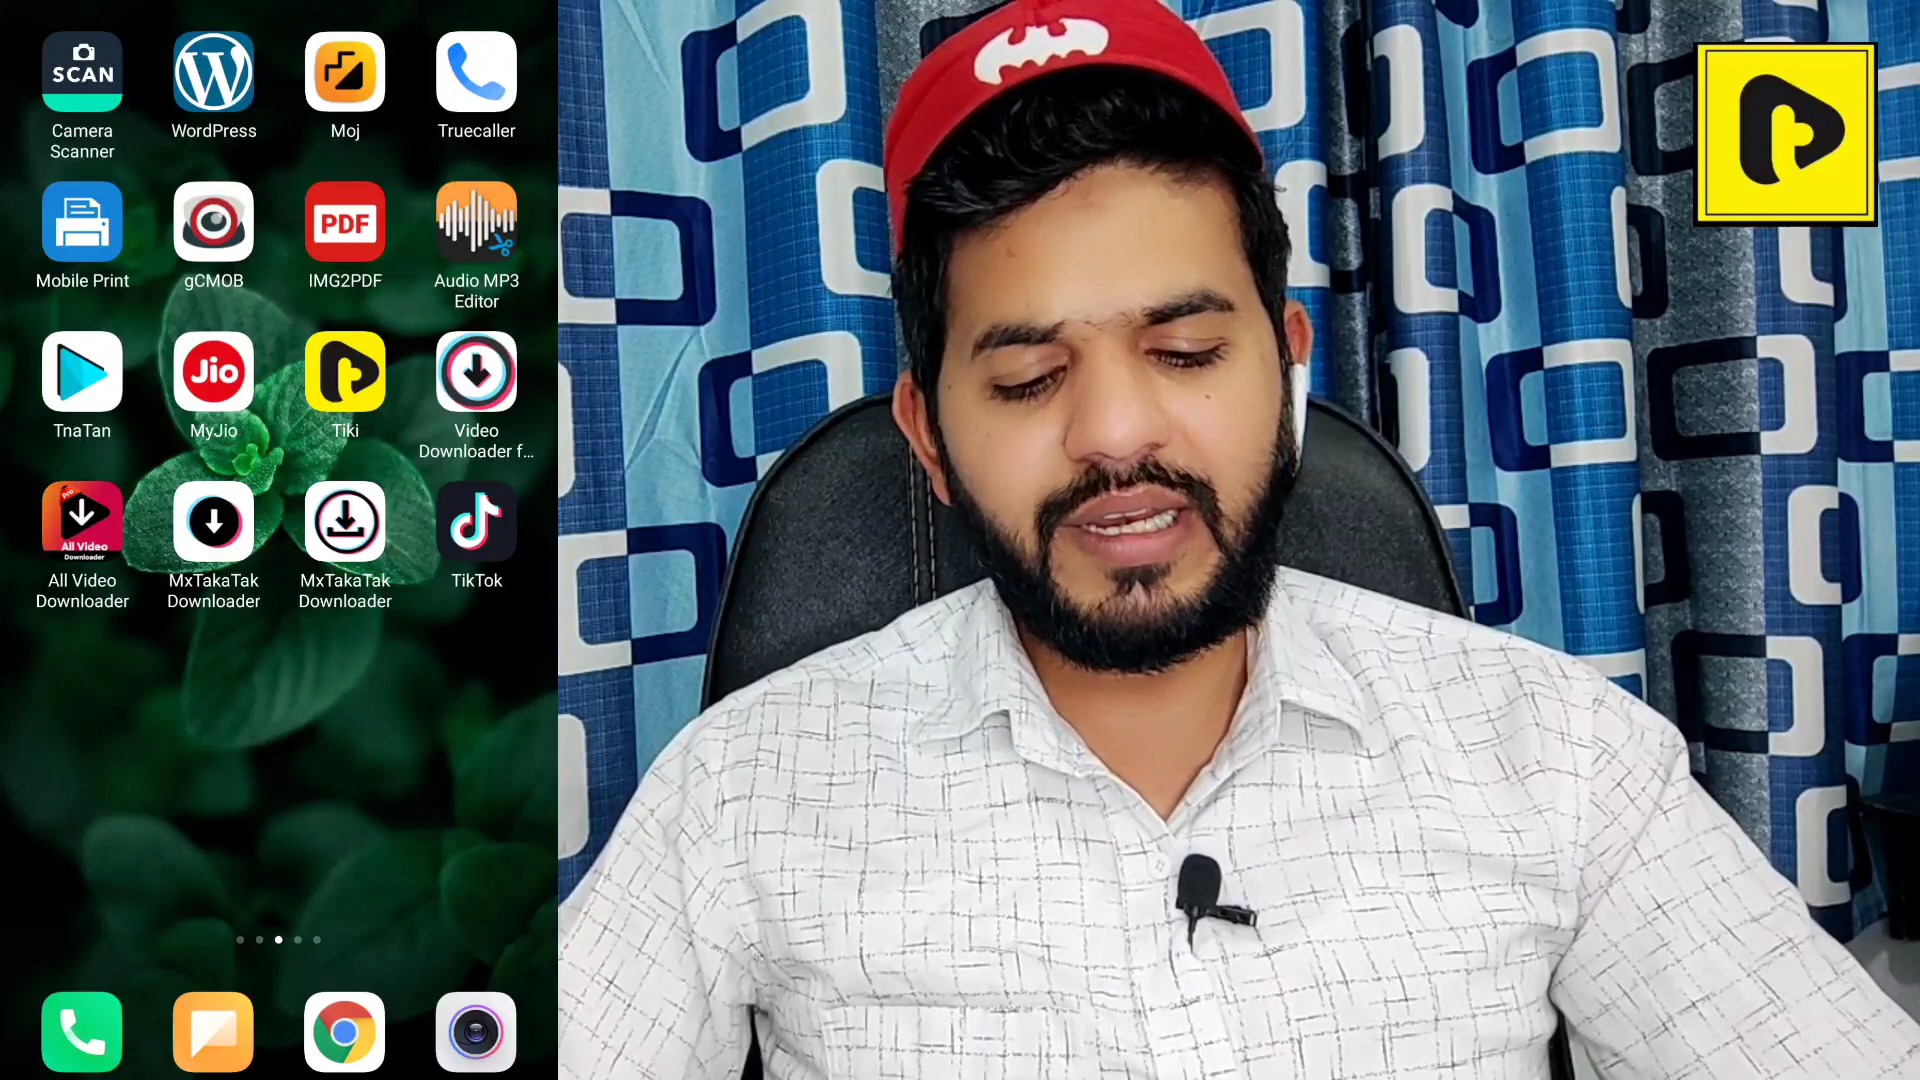 SCAN
Camera
Scanner
WordPress
Moj
Truecaller
Mobile Print
gCMOB
PDF
IMG2PDF
Audio MP3
Editor
TnaTan
Jio
MyJio
Tiki
Video
Downloader f...
Pro
All Video
Downloader
All Video
Downloader
MxTakaTak
Downloader
MxTakaTak
Downloader
TikTok